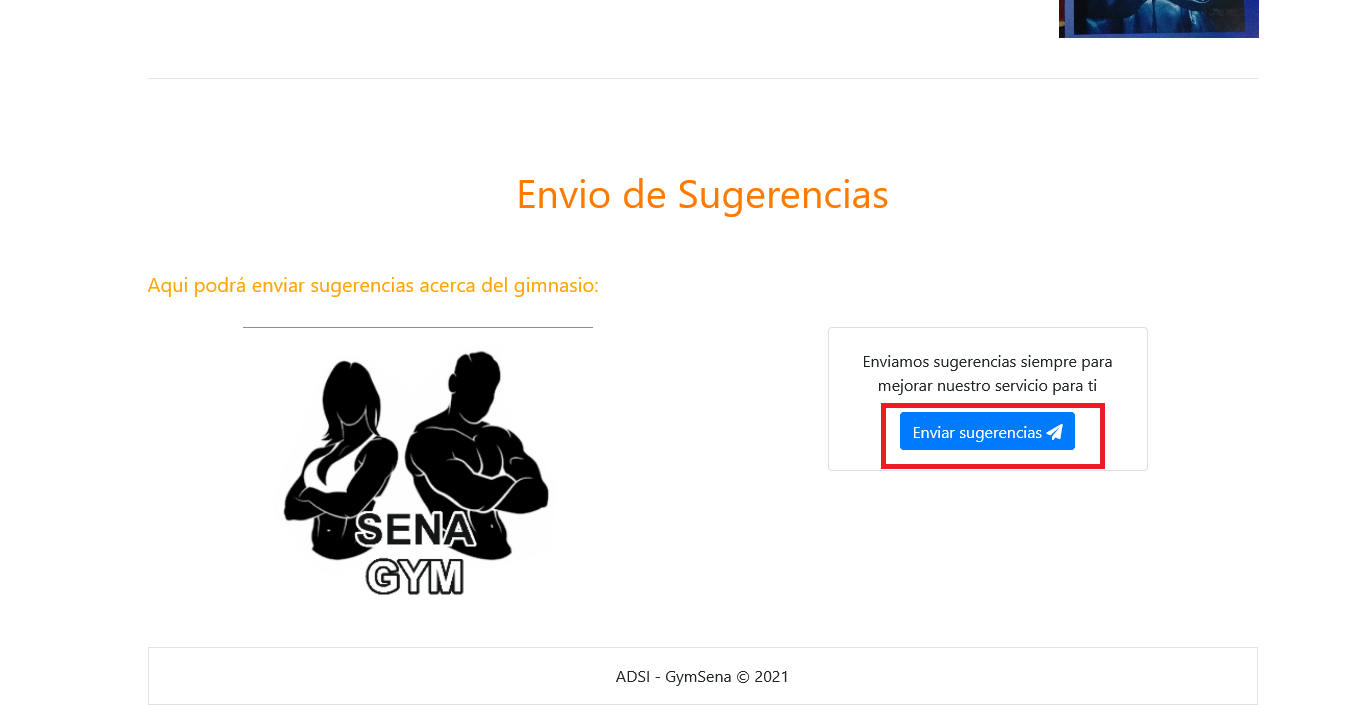 Envio de Sugerencias
Aqui podrá enviar sugerencias acerca del gimnasio:
SENA
GYM
Enviamos sugerencias siempre para
mejorar nuestro servicio para ti
Enviar sugerencias
ADSI - GymSena © 2021